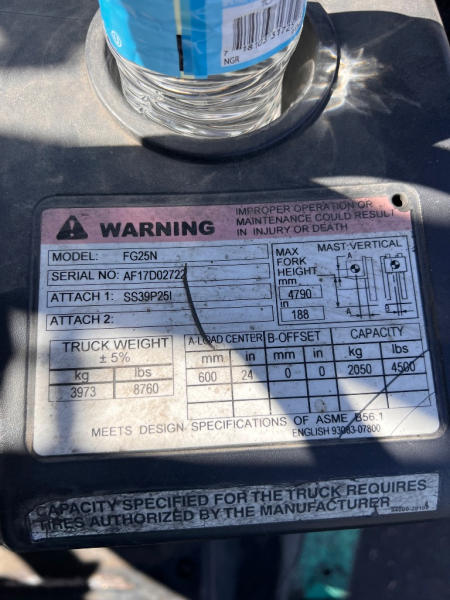 NGR
WARNING
IMPROPER OPERATION OR
MAINTENANCE COULD RESULT
IN INJURY OR DEATH
MODEL: FG25N
SERIAL NO: AF17D02722
ATTACH 1: SS39P25I
ATTACH 2:
MAX FORK HEIGHT
mm
4790
in
188
MAST:VERTICAL
A
B
A
TRUCK WEIGHT
± 5%
kg lbs
3973 8760
A-LOAD CENTER B-OFFSET CAPACITY
mm in mm in kg lbs
600 24 0 0 2050 4500
MEETS DESIGN SPECIFICATIONS OF ASME B56.1
ENGLISH 93083-07800
CAPACITY SPECIFIED FOR THE TRUCK REQUIRES
TIRES AUTHORIZED BY THE MANUFACTURER